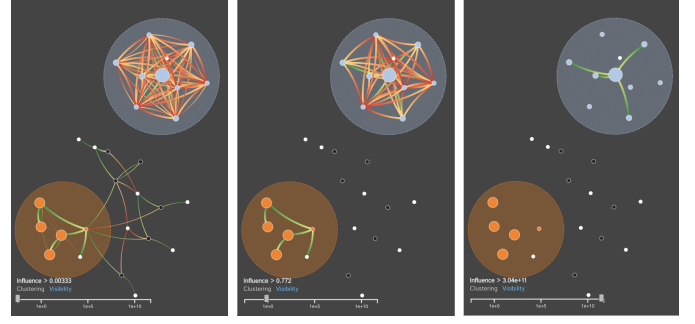 Influence > 0.00333
Clustering Visibility
1e+0 1e+5 1e+10
Influence > 0.772
Clustering Visibility
1e+0 1e+5 1e+10
Influence > 3.04e+11
Clustering Visibility
1e+0 1e+5 1e+10